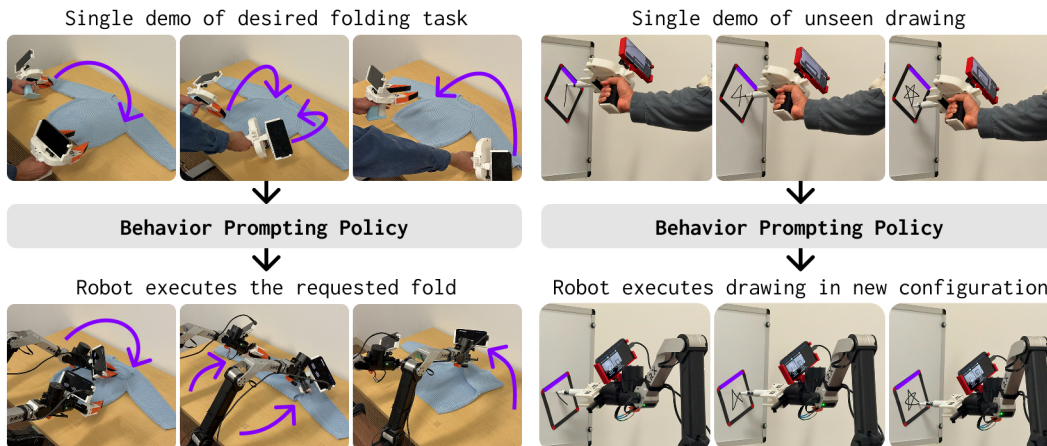 Single demo of desired folding task
Single demo of unseen drawing
Behavior Prompting Policy
Behavior Prompting Policy
Robot executes the requested fold
Robot executes drawing in new configuration